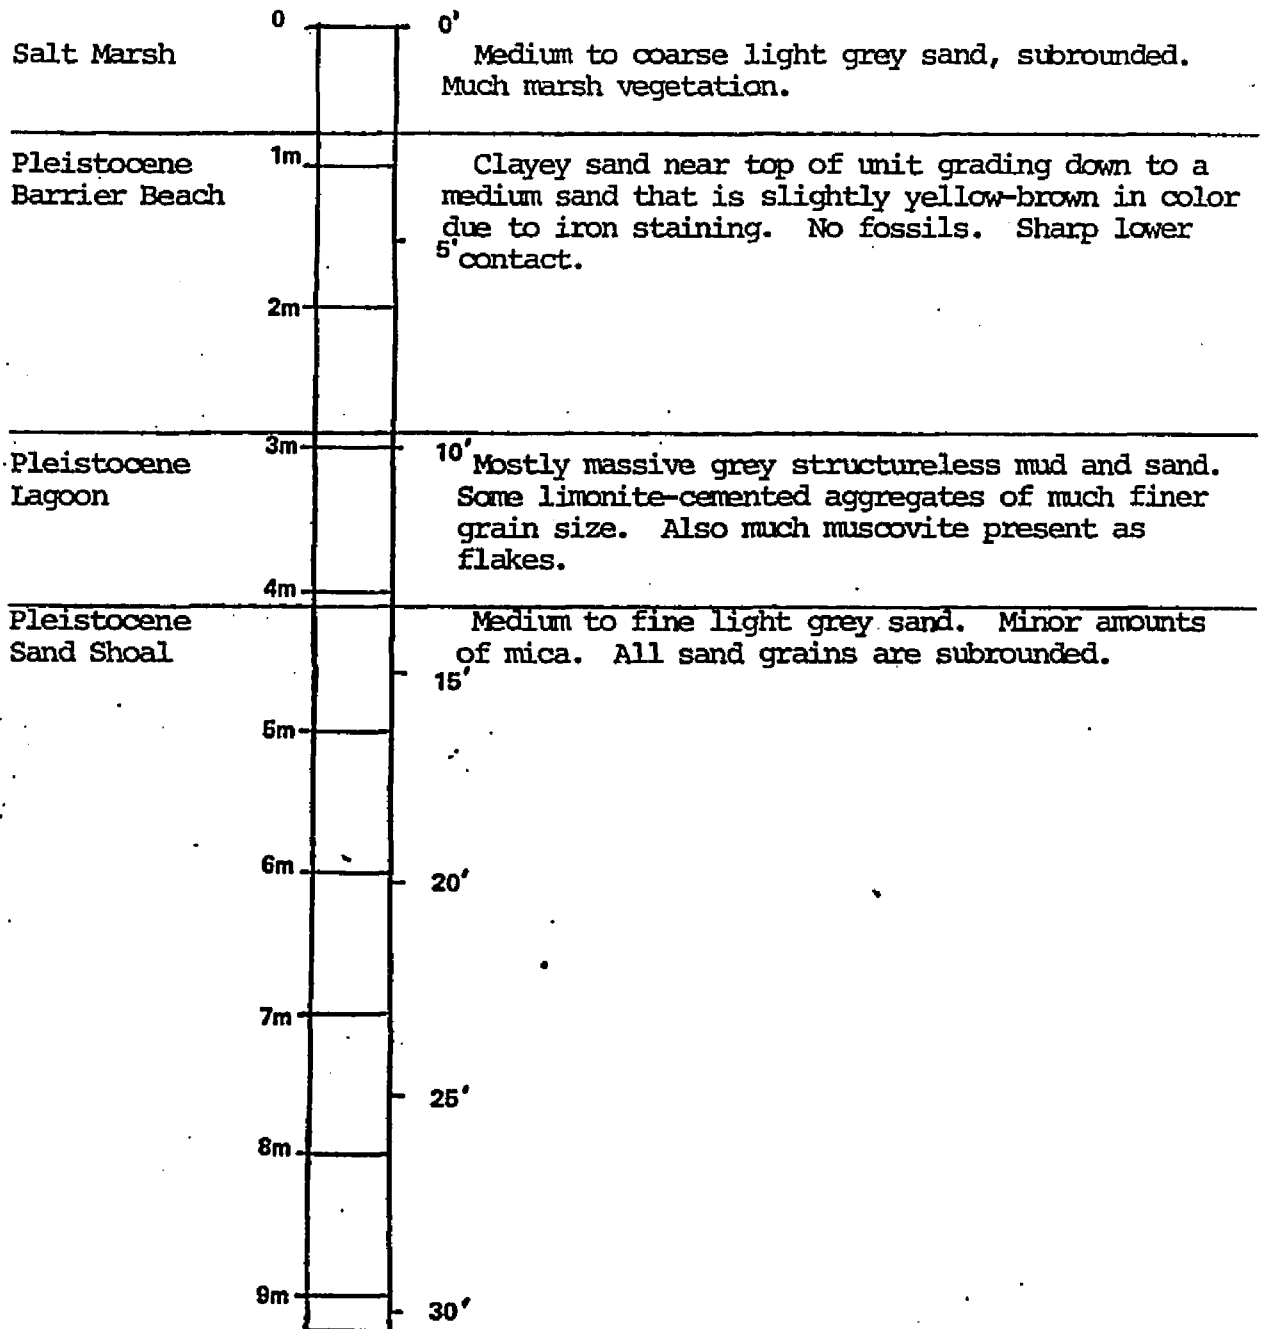 0 0'
Salt Marsh
Medium to coarse light grey sand, subrounded.
Much marsh vegetation.
1m
Pleistocene
Barrier Beach
Clayey sand near top of unit grading down to a
medium sand that is slightly yellow-brown in color
due to iron staining. No fossils. Sharp lower
5' contact.
2m
3m 10'
Pleistocene
Lagoon
Mostly massive grey structureless mud and sand.
Some limonite-cemented aggregates of much finer
grain size. Also much muscovite present as
flakes.
4m
Pleistocene
Sand Shoal
Medium to fine light grey sand. Minor amounts
of mica. All sand grains are subrounded.
15'
5m
6m
20'
7m
25'
8m
9m
30'